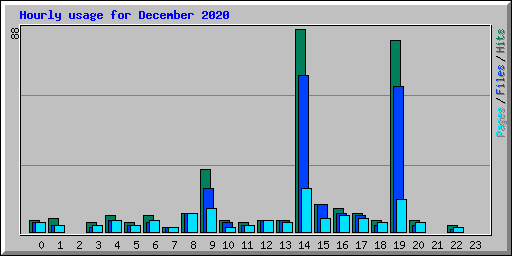 Hourly usage for December 2020
88
Pages/Files/Hits
0 1 2 3 4 5 6 7 8 9 10 11 12 13 14 15 16 17 18 19 20 21 22 23